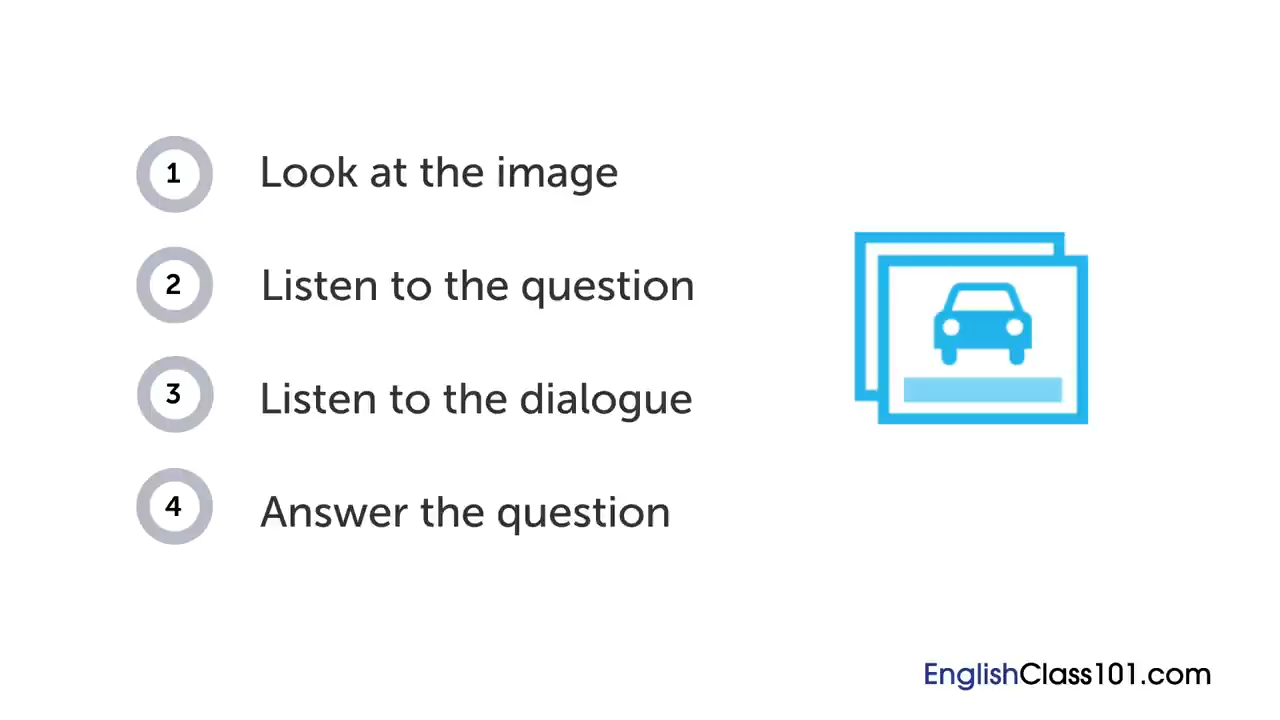 1 Look at the image
2 Listen to the question
3 Listen to the dialogue
4 Answer the question
EnglishClass101.com